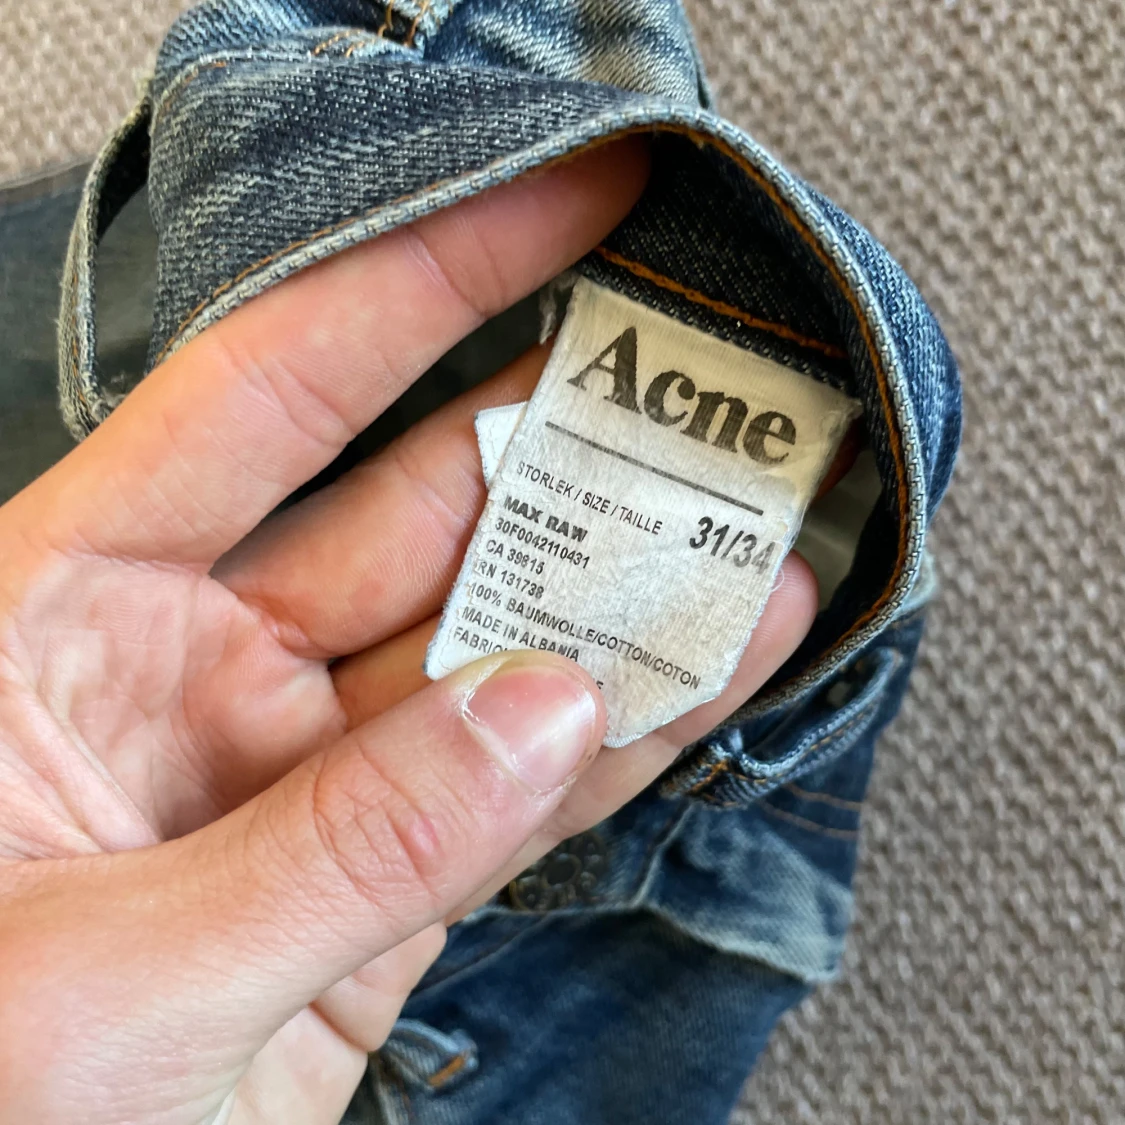 Acne
STORLEK / SIZE / TAILLE 31/34
MAX RAW
30F0042110431
CA 39815
RN 131738
100% BAUMWOLLE/COTTON/COTON
MADE IN ALBANIA